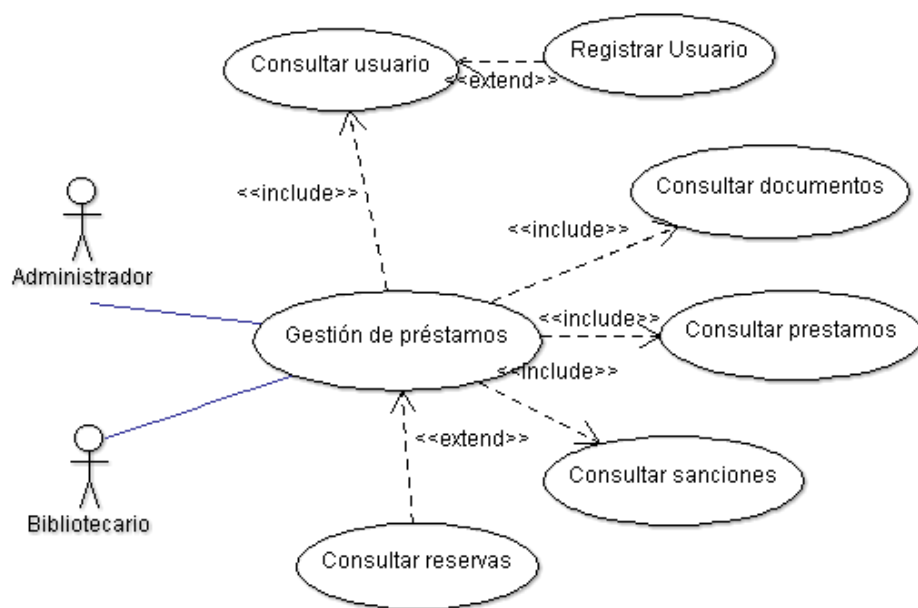 Consultar usuario
Registrar Usuario
<<extend>>
<<include>>
Consultar documentos
<<include>>
Administrador
Gestión de préstamos
<<include>>
Consultar prestamos
<<include>>
<<extend>>
Consultar sanciones
Bibliotecario
Consultar reservas